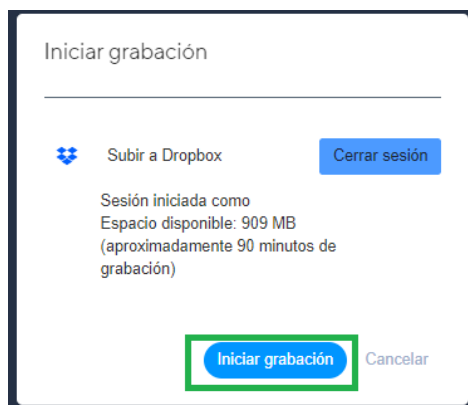 Iniciar grabación
Subir a Dropbox
Cerrar sesión
Sesión iniciada como
Espacio disponible: 909 MB
(aproximadamente 90 minutos de
grabación)
Iniciar grabación
Cancelar